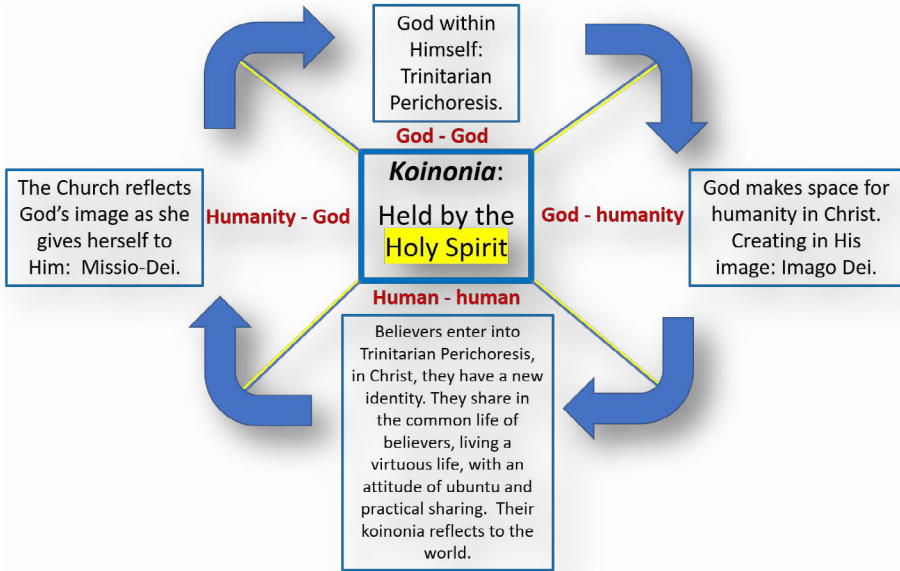 God within
Himself:
Trinitarian
Perichoresis.
God - God
Koinonia:
Held by the
Holy Spirit
The Church reflects
God’s image as she
gives herself to
Him: Missio-Dei.
Humanity - God
God - humanity
God makes space for
humanity in Christ.
Creating in His
image: Imago Dei.
Human - human
Believers enter into
Trinitarian Perichoresis,
in Christ, they have a new
identity. They share in
the common life of
believers, living a
virtuous life, with an
attitude of ubuntu and
practical sharing. Their
koinonia reflects to the
world.